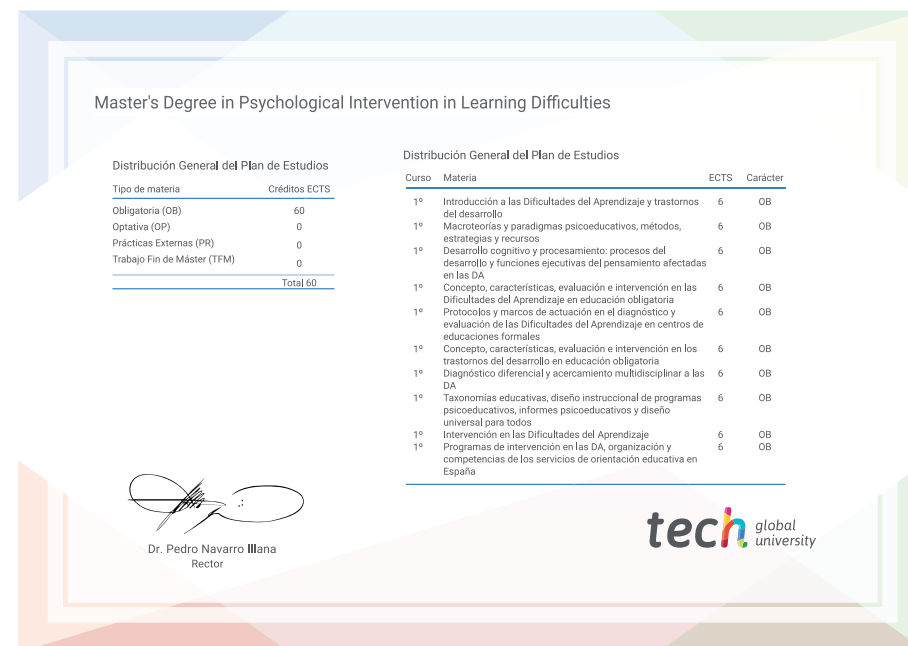 Master's Degree in Psychological Intervention in Learning Difficulties
Distribución General del Plan de Estudios
Tipo de materia Créditos ECTS
Obligatoria (OB) 60
Optativa (OP) 0
Prácticas Externas (PR) 0
Trabajo Fin de Máster (TFM) 0
Total 60
Distribución General del Plan de Estudios
Curso Materia ECTS Carácter
1º Introducción a las Dificultades del Aprendizaje y trastornos 6 OB
del desarrollo
1º Macroteorías y paradigmas psicoeducativos, métodos, 6 OB
estrategias y recursos
1º Desarrollo cognitivo y procesamiento: procesos del 6 OB
desarrollo y funciones ejecutivas del pensamiento afectadas
en las DA
1º Concepto, características, evaluación e intervención en las 6 OB
Dificultades del Aprendizaje en educación obligatoria
1º Protocolos y marcos de actuación en el diagnóstico y 6 OB
evaluación de las Dificultades del Aprendizaje en centros de
educaciones formales
1º Concepto, características, evaluación e intervención en los 6 OB
trastornos del desarrollo en educación obligatoria
1º Diagnóstico diferencial y acercamiento multidisciplinar a las 6 OB
DA
1º Taxonomías educativas, diseño instruccional de programas 6 OB
psicoeducativos, informes psicoeducativos y diseño
universal para todos
1º Intervención en las Dificultades del Aprendizaje 6 OB
1º Programas de intervención en las DA, organización y 6 OB
competencias de los servicios de orientación educativa en
España
Dr. Pedro Navarro Illana
Rector
tech global
university